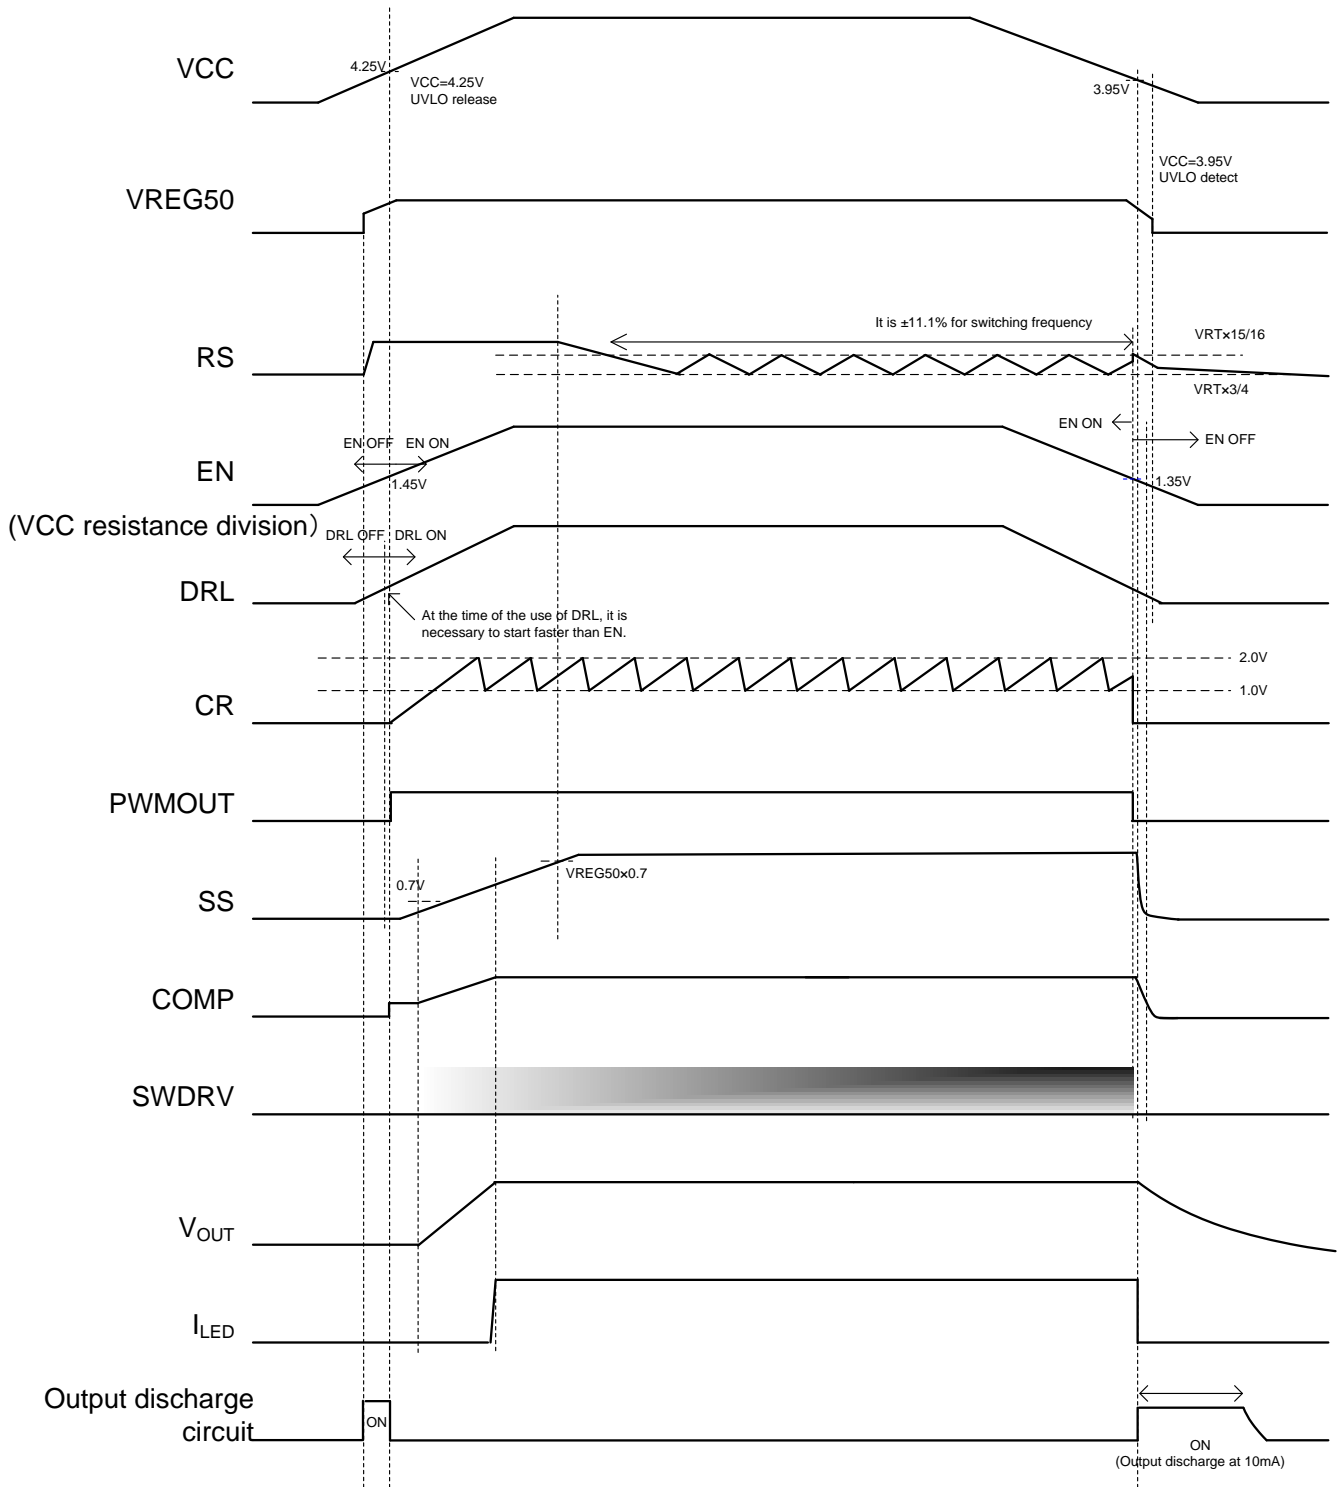 VCC
4.25V
VCC=4.25V
UVLO release
3.95V
VCC=3.95V
UVLO detect
VREG50
It is ±11.1% for switching frequency
VRT×15/16
RS
VRT×3/4
EN ON
EN OFF
EN OFF EN ON
EN
1.45V
1.35V
(VCC resistance division）
DRL OFF DRL ON
DRL
At the time of the use of DRL, it is
necessary to start faster than EN.
2.0V
CR
1.0V
PWMOUT
VREG50×0.7
0.7V
SS
COMP
SWDRV
VOUT
ILED
Output discharge
circuit
ON
ON
(Output discharge at 10mA)